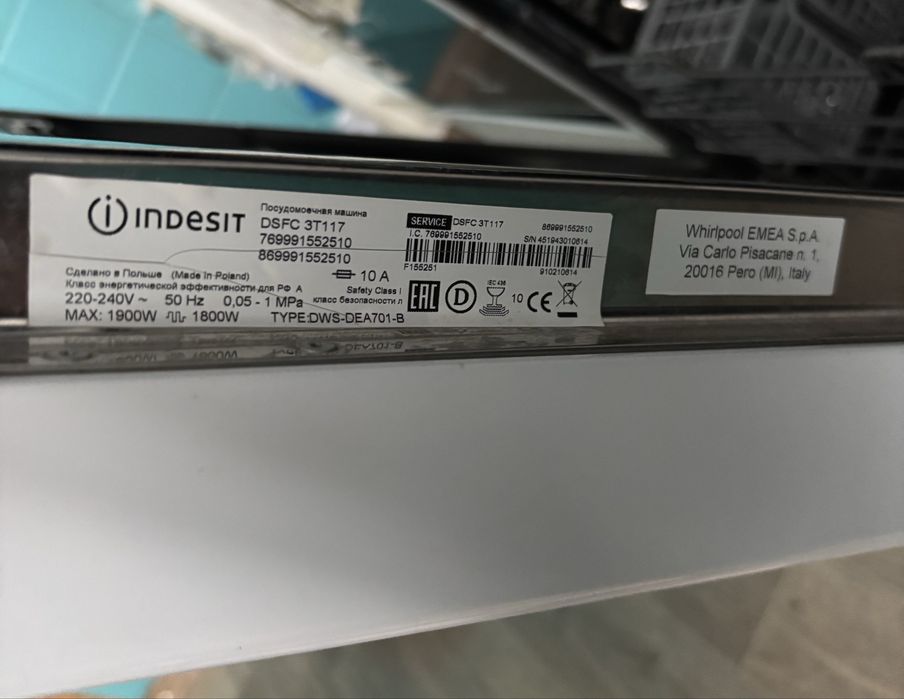 INDESIT
Посудомоечная машина
DSFC 3T117
769991552510
869991552510
Сделано в Польше (Made in Poland)
10 A
Класс энергетической эффективности для РФ A
Safety Class I
220-240V ~ 50 Hz 0,05 - 1 MPa
класс безопасности I
MAX: 1900W 1800W TYPE:DWS-DEA701-B
SERVICE DSFC 3T117
869991552510
I.C. 769991552510
S/N 451943010614
F155251
910210614
EAC
D
IEC 436
10
CE
Whirlpool EMEA S.p.A.
Via Carlo Pisacane n. 1,
20016 Pero (MI), Italy